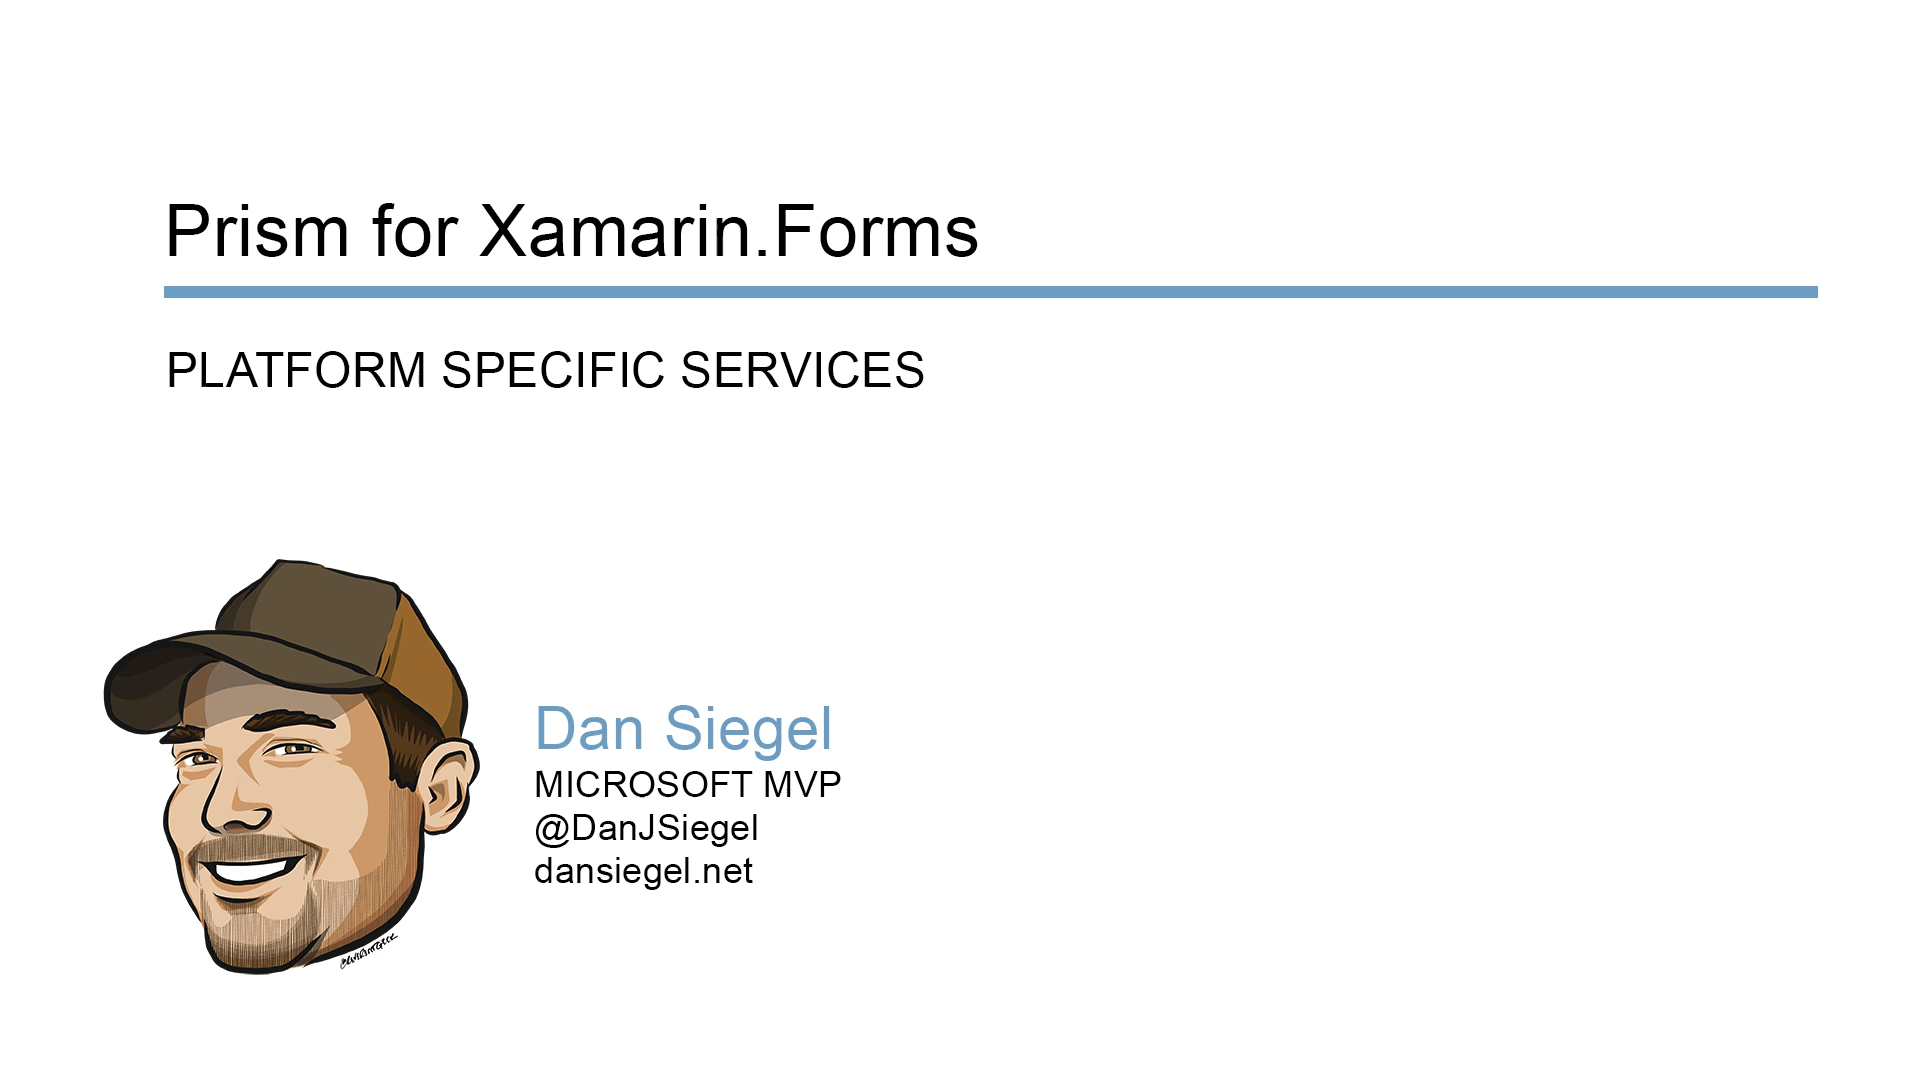 Prism for Xamarin.Forms
PLATFORM SPECIFIC SERVICES
Dan Siegel
MICROSOFT MVP
@DanJSiegel
dansiegel.net